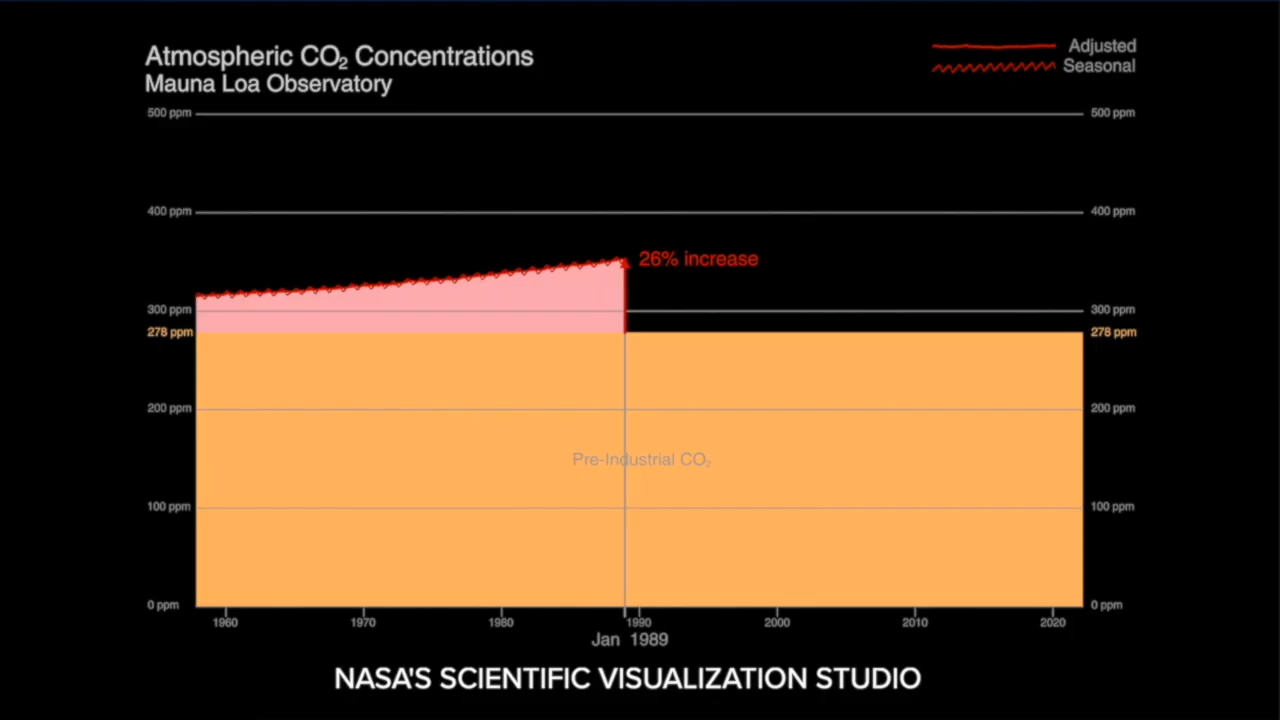 Atmospheric CO₂ Concentrations
Mauna Loa Observatory
Adjusted
Seasonal
500 ppm 500 ppm
400 ppm 400 ppm
26% increase
300 ppm 300 ppm
278 ppm 278 ppm
200 ppm 200 ppm
Pre-Industrial CO₂
100 ppm 100 ppm
0 ppm 0 ppm
1960 1970 1980 1990 2000 2010 2020
Jan 1989
NASA'S SCIENTIFIC VISUALIZATION STUDIO